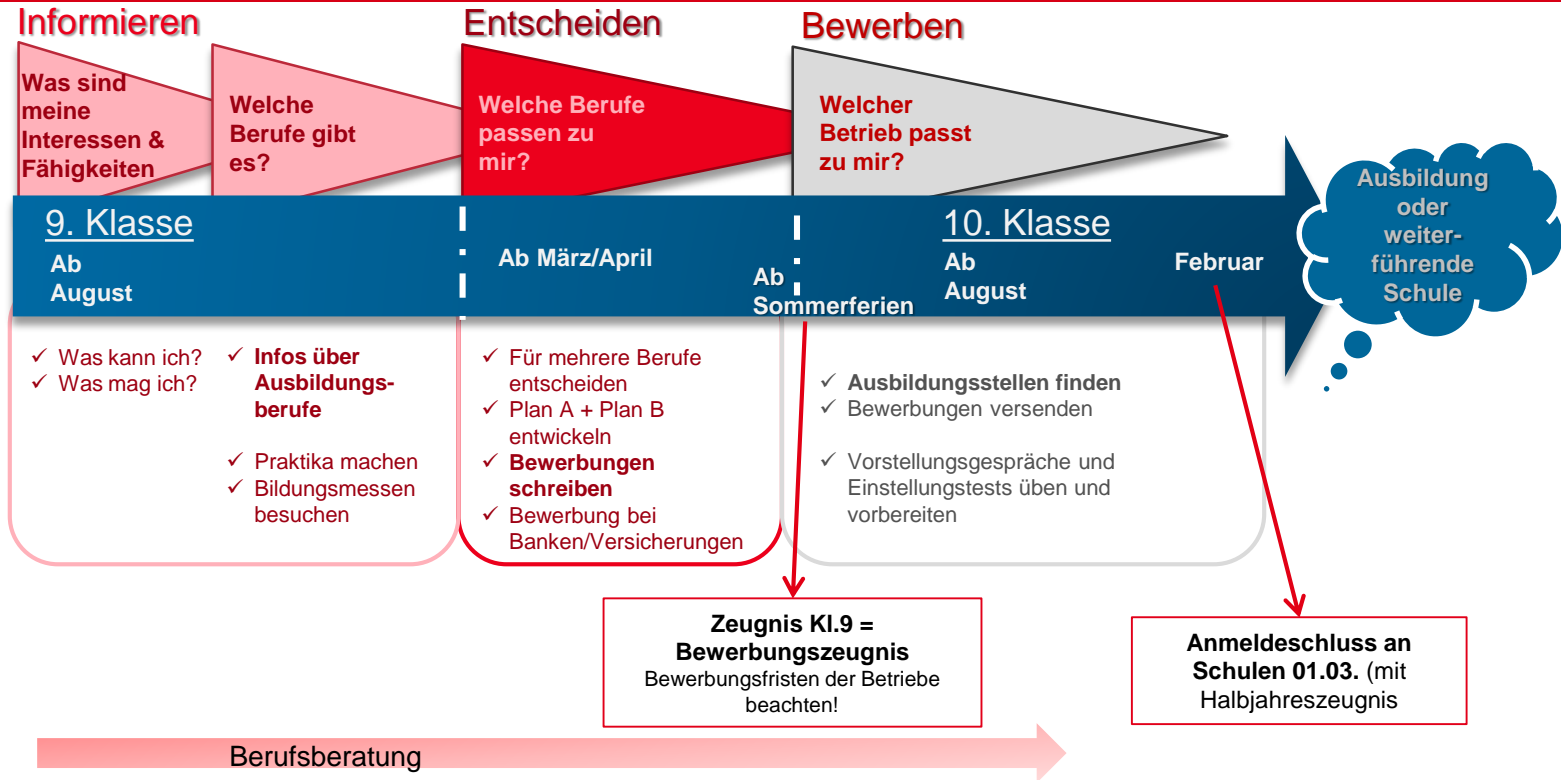 Informieren
Entscheiden
Bewerben
Was sind
meine
Interessen &
Fähigkeiten
Welche
Berufe gibt
es?
Welche Berufe
passen zu
mir?
Welcher
Betrieb passt
zu mir?
9. Klasse
Ab
August
Ab März/April
Ab
Sommerferien
10. Klasse
Ab
August
Februar
Ausbildung
oder
weiter-
führende
Schule
✓ Was kann ich?
✓ Was mag ich?
✓ Infos über
Ausbildungs-
berufe
✓ Praktika machen
✓ Bildungsmessen
besuchen
✓ Für mehrere Berufe
entscheiden
✓ Plan A + Plan B
entwickeln
✓ Bewerbungen
schreiben
✓ Bewerbung bei
Banken/Versicherungen
✓ Ausbildungsstellen finden
✓ Bewerbungen versenden
✓ Vorstellungsgespräche und
Einstellungstests üben und
vorbereiten
Zeugnis Kl.9 =
Bewerbungszeugnis
Bewerbungsfristen der Betriebe
beachten!
Anmeldeschluss an
Schulen 01.03. (mit
Halbjahreszeugnis
Berufsberatung